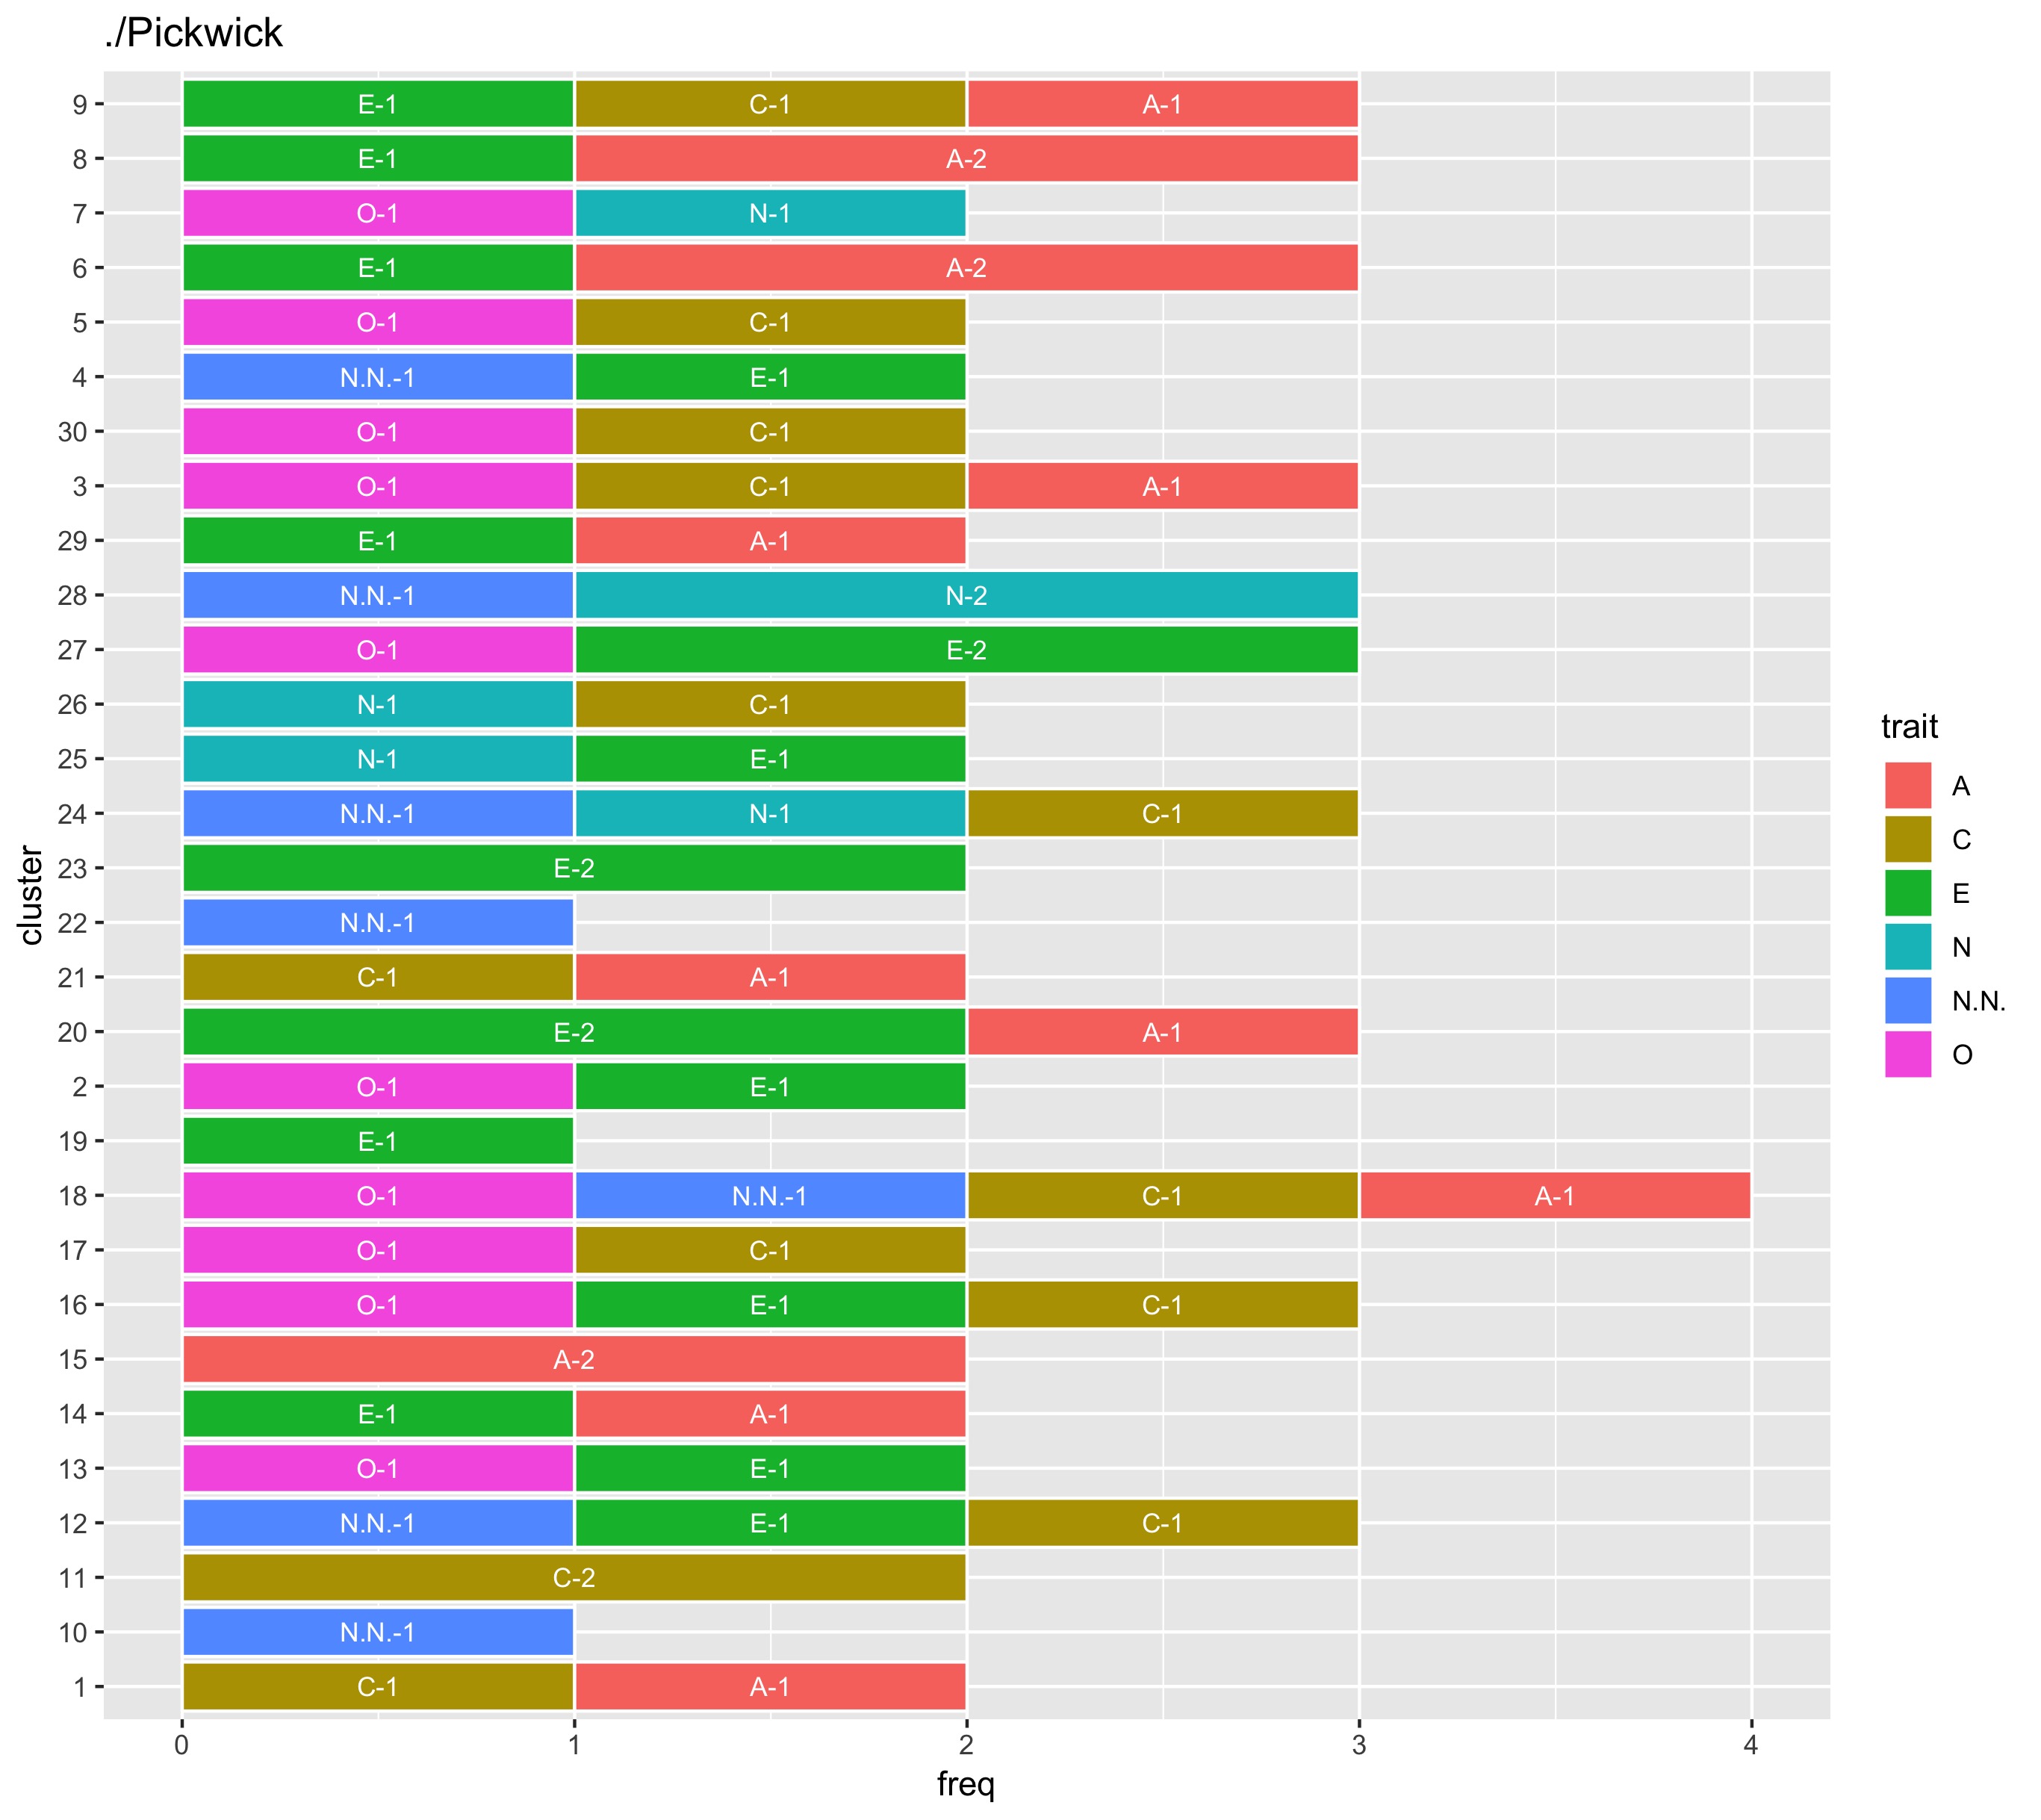 ./Pickwick
9 E-1 C-1 A-1
8 E-1 A-2
7 O-1 N-1
6 E-1 A-2
5 O-1 C-1
4 N.N.-1 E-1
30 O-1 C-1
3 O-1 C-1 A-1
29 E-1 A-1
28 N.N.-1 N-2
27 O-1 E-2
26 N-1 C-1
25 N-1 E-1
24 N.N.-1 N-1 C-1
23 E-2
22 N.N.-1
21 C-1 A-1
20 E-2 A-1
2 O-1 E-1
19 E-1
18 O-1 N.N.-1 C-1 A-1
17 O-1 C-1
16 O-1 E-1 C-1
15 A-2
14 E-1 A-1
13 O-1 E-1
12 N.N.-1 E-1 C-1
11 C-2
10 N.N.-1
1 C-1 A-1
0 1 2 3 4
freq
cluster
trait
A
C
E
N
N.N.
O